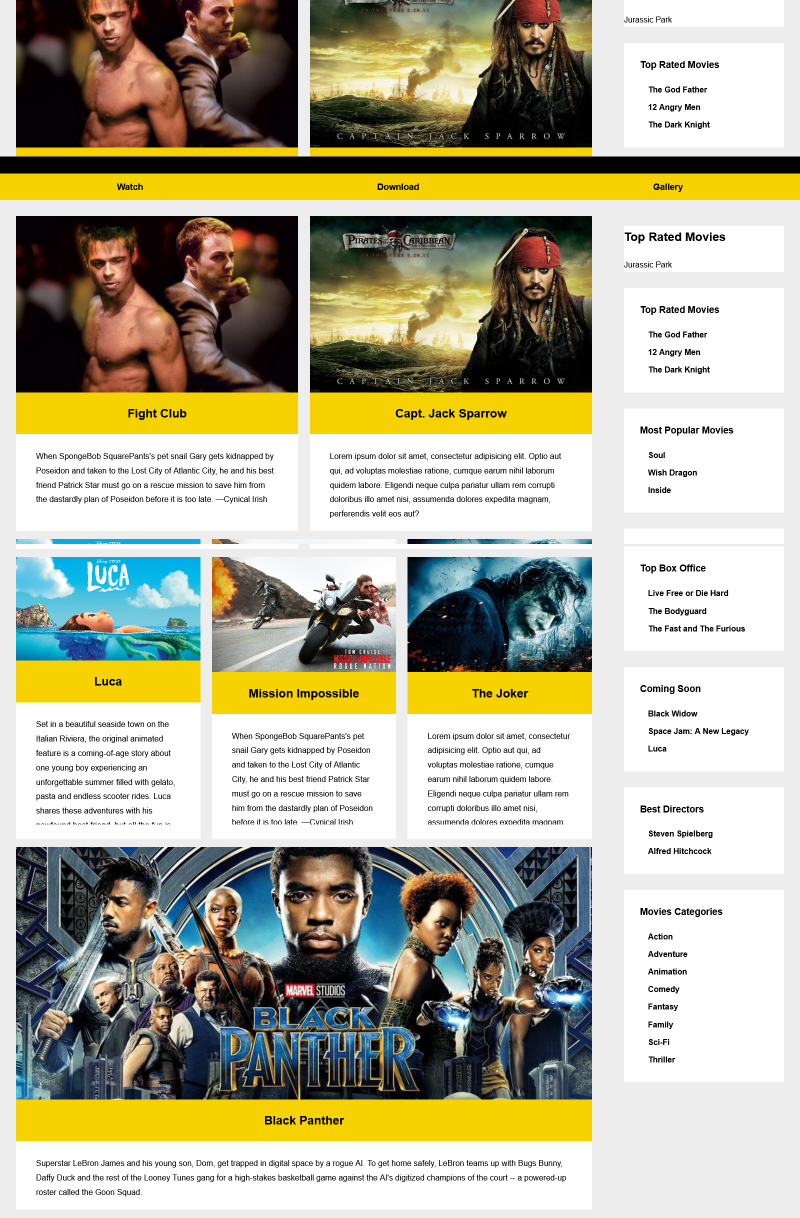 CAPTAIN JACK SPARROW
Jurassic Park
Top Rated Movies
The God Father
12 Angry Men
The Dark Knight
Watch
Download
Gallery
PIRATES of the CARIBBEAN
CAPTAIN JACK SPARROW
Fight Club
When SpongeBob SquarePants's pet snail Gary gets kidnapped by
Poseidon and taken to the Lost City of Atlantic City, he and his best
friend Patrick Star must go on a rescue mission to save him from
the dastardly plan of Poseidon before it is too late. —Cynical Irish
Capt. Jack Sparrow
Lorem ipsum dolor sit amet, consectetur adipisicing elit. Optio aut
qui, ad voluptas molestiae ratione, cumque earum nihil laborum
quidem labore. Eligendi neque culpa pariatur ullam rem corrupti
doloribus illo amet nisi, assumenda dolores expedita magnam,
perferendis velit eos aut?
Top Rated Movies
Jurassic Park
Top Rated Movies
The God Father
12 Angry Men
The Dark Knight
Most Popular Movies
Soul
Wish Dragon
Inside
LUCA
Luca
Set in a beautiful seaside town on the
Italian Riviera, the original animated
feature is a coming-of-age story about
one young boy experiencing an
unforgettable summer filled with gelato,
pasta and endless scooter rides. Luca
shares these adventures with his
newfound best friend, but all the fun is
TOM CRUISE
MISSION: IMPOSSIBLE
ROGUE NATION
Mission Impossible
When SpongeBob SquarePants's pet
snail Gary gets kidnapped by Poseidon
and taken to the Lost City of Atlantic
City, he and his best friend Patrick Star
must go on a rescue mission to save
him from the dastardly plan of Poseidon
before it is too late. —Cynical Irish
The Joker
Lorem ipsum dolor sit amet, consectetur
adipisicing elit. Optio aut qui, ad
voluptas molestiae ratione, cumque
earum nihil laborum quidem labore.
Eligendi neque culpa pariatur ullam rem
corrupti doloribus illo amet nisi,
assumenda dolores expedita magnam
Top Box Office
Live Free or Die Hard
The Bodyguard
The Fast and The Furious
Coming Soon
Black Widow
Space Jam: A New Legacy
Luca
Best Directors
Steven Spielberg
Alfred Hitchcock
Movies Categories
Action
Adventure
Animation
Comedy
Fantasy
Family
Sci-Fi
Thriller
MARVEL STUDIOS
BLACK
PANTHER
Black Panther
Superstar LeBron James and his young son, Dom, get trapped in digital space by a rogue AI. To get home safely, LeBron teams up with Bugs Bunny,
Daffy Duck and the rest of the Looney Tunes gang for a high-stakes basketball game against the AI's digitized champions of the court -- a powered-up
roster called the Goon Squad.